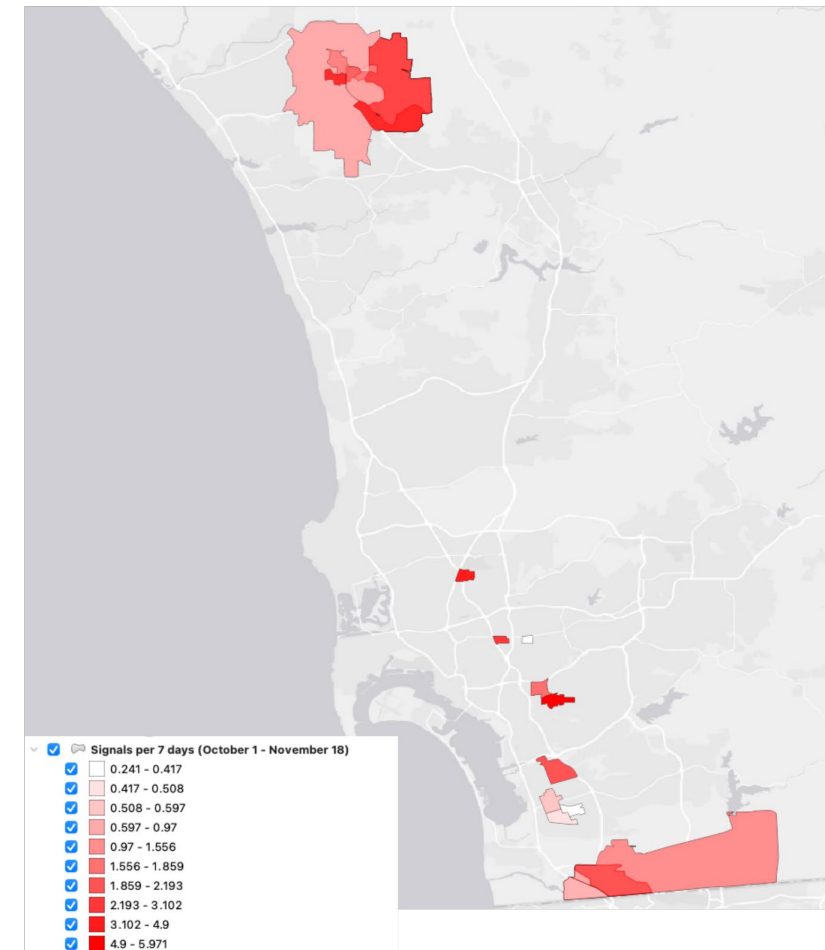 Signals per 7 days (October 1 - November 18)
0.241 - 0.417
0.417 - 0.508
0.508 - 0.597
0.597 - 0.97
0.97 - 1.556
1.556 - 1.859
1.859 - 2.193
2.193 - 3.102
3.102 - 4.9
4.9 - 5.971